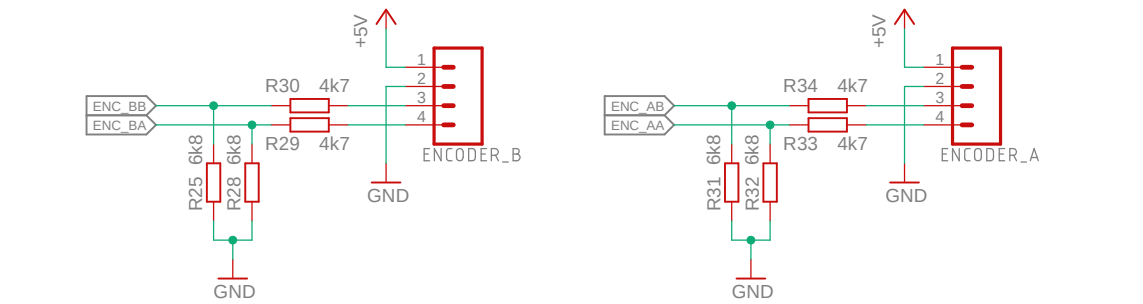 +5V
1
2
3
4
R30 4k7
ENC_BB
ENC_BA
R29 4k7
ENCODER_B
R25 6k8
R28 6k8
GND
GND
+5V
1
2
3
4
R34 4k7
ENC_AB
ENC_AA
R33 4k7
ENCODER_A
R31 6k8
R32 6k8
GND
GND